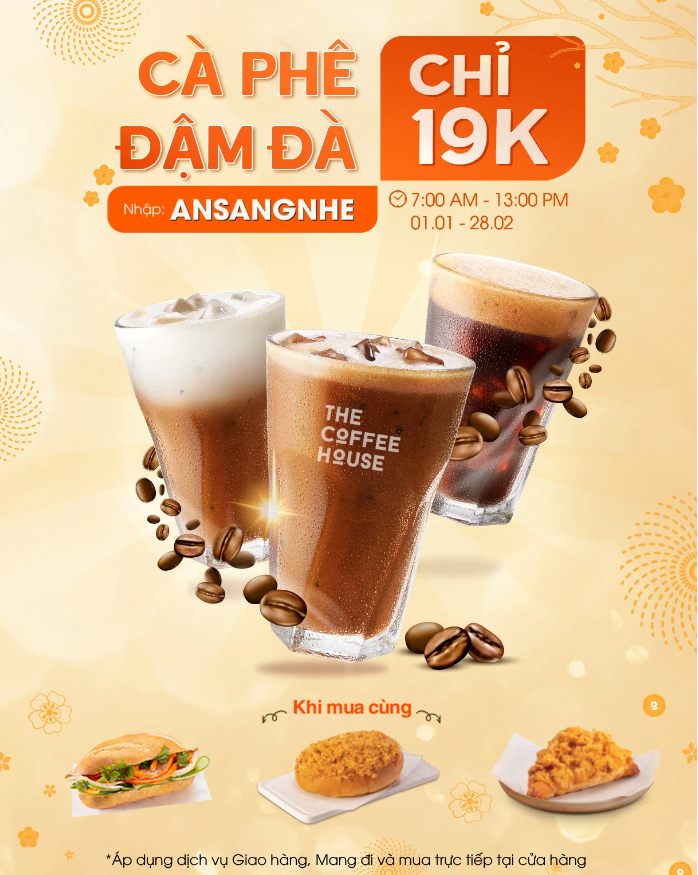 CÀ PHÊ
ĐẬM ĐÀ
CHỈ
19K
Nhập: ANSANGNHE
7:00 AM - 13:00 PM
01.01 - 28.02
THE
COFFEE
HOUSE
Khi mua cùng
*Áp dụng dịch vụ Giao hàng, Mang đi và mua trực tiếp tại cửa hàng